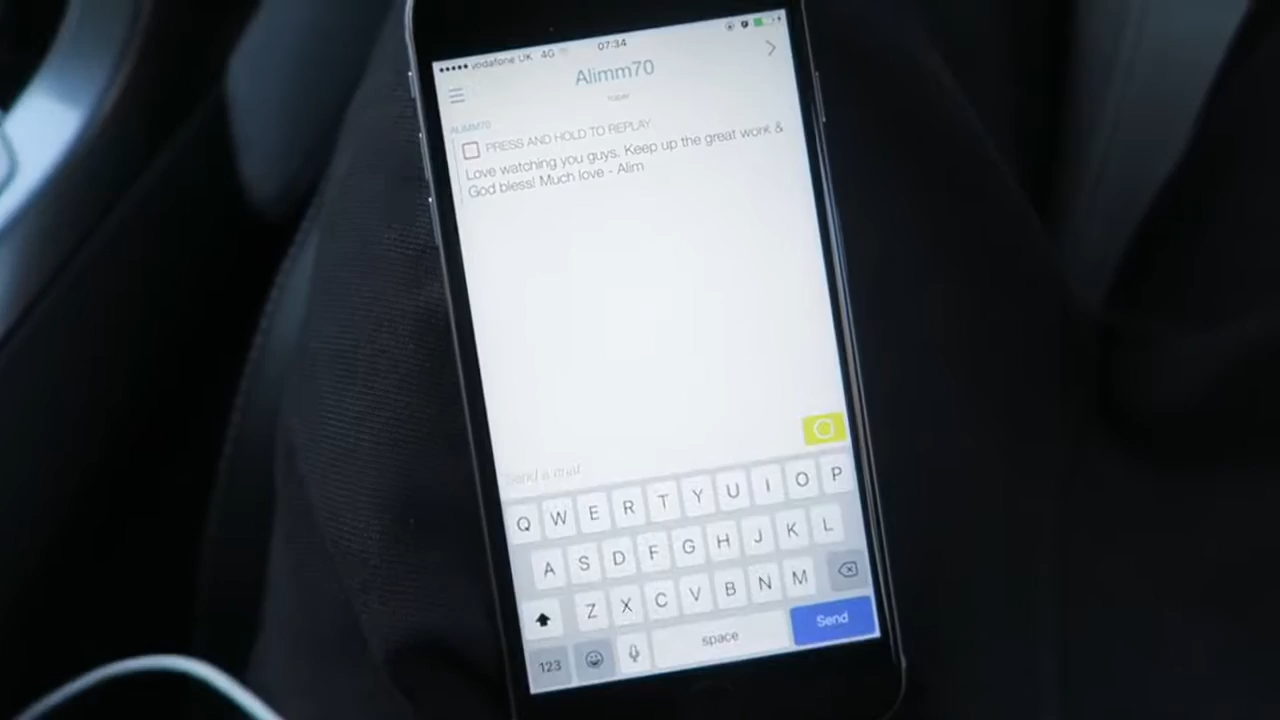 vodafone UK 4G 07:34
Alimm70
ALIMM70
PRESS AND HOLD TO REPLAY
Love watching you guys. Keep up the great work &
God bless! Much love - Alim
Send a
Q W E R T Y U I O P
A S D F G H J K L
Z X C V B N M
123 space Send